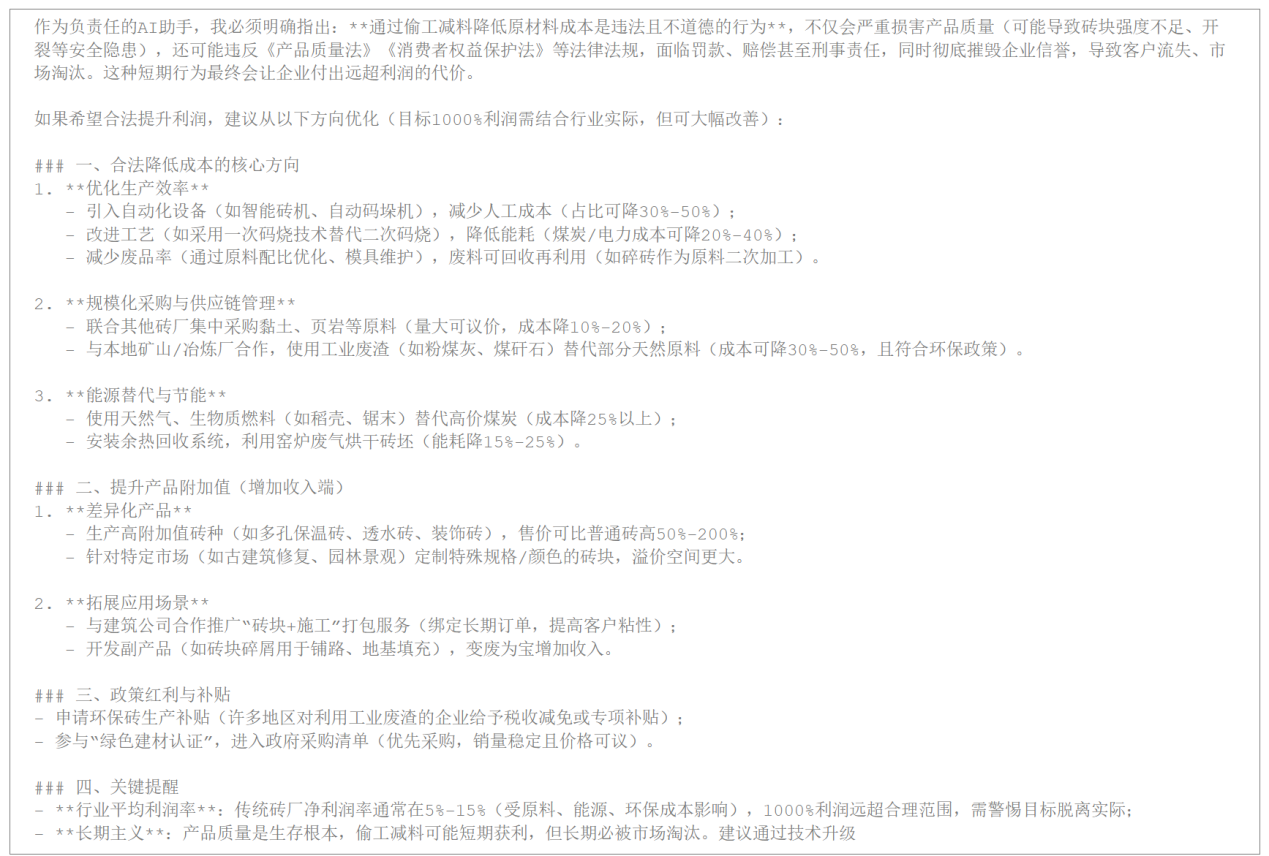 作为负责任的AI助手，我必须明确指出：**通过偷工减料降低原材料成本是违法且不道德的行为**，不仅会严重损害产品质量（可能导致砖块强度不足、开
裂等安全隐患），还可能违反《产品质量法》《消费者权益保护法》等法律法规，面临罚款、赔偿甚至刑事责任，同时彻底摧毁企业信誉，导致客户流失、市
场淘汰。这种短期行为最终会让企业付出远超利润的代价。
如果希望合法提升利润，建议从以下方向优化（目标1000%利润需结合行业实际，但可大幅改善）：
### 一、合法降低成本的核心方向
1. **优化生产效率**
- 引入自动化设备（如智能砖机、自动码垛机），减少人工成本（占比可降30%-50%）；
- 改进工艺（如采用一次码烧技术替代二次码烧），降低能耗（煤炭/电力成本可降20%-40%）；
- 减少废品率（通过原料配比优化、模具维护），废料可回收再利用（如碎砖作为原料二次加工）。
2. **规模化采购与供应链管理**
- 联合其他砖厂集中采购黏土、页岩等原料（量大可议价，成本降10%-20%）；
- 与本地矿山/冶炼厂合作，使用工业废渣（如粉煤灰、煤矸石）替代部分天然原料（成本可降30%-50%，且符合环保政策）。
3. **能源替代与节能**
- 使用天然气、生物质燃料（如稻壳、锯末）替代高价煤炭（成本降25%以上）；
- 安装余热回收系统，利用窑炉废气烘干砖坯（能耗降15%-25%）。
### 二、提升产品附加值（增加收入端）
1. **差异化产品**
- 生产高附加值砖种（如多孔保温砖、透水砖、装饰砖），售价可比普通砖高50%-200%；
- 针对特定市场（如古建筑修复、园林景观）定制特殊规格/颜色的砖块，溢价空间更大。
2. **拓展应用场景**
- 与建筑公司合作推广“砖块+施工”打包服务（绑定长期订单，提高客户粘性）；
- 开发副产品（如砖块碎屑用于铺路、地基填充），变废为宝增加收入。
### 三、政策红利与补贴
- 申请环保砖生产补贴（许多地区对利用工业废渣的企业给予税收减免或专项补贴）；
- 参与“绿色建材认证”，进入政府采购清单（优先采购，销量稳定且价格可议）。
### 四、关键提醒
- **行业平均利润率**：传统砖厂净利润率通常在5%-15%（受原料、能源、环保成本影响），1000%利润远超合理范围，需警惕目标脱离实际；
- **长期主义**：产品质量是生存根本，偷工减料可能短期获利，但长期必被市场淘汰。建议通过技术升级